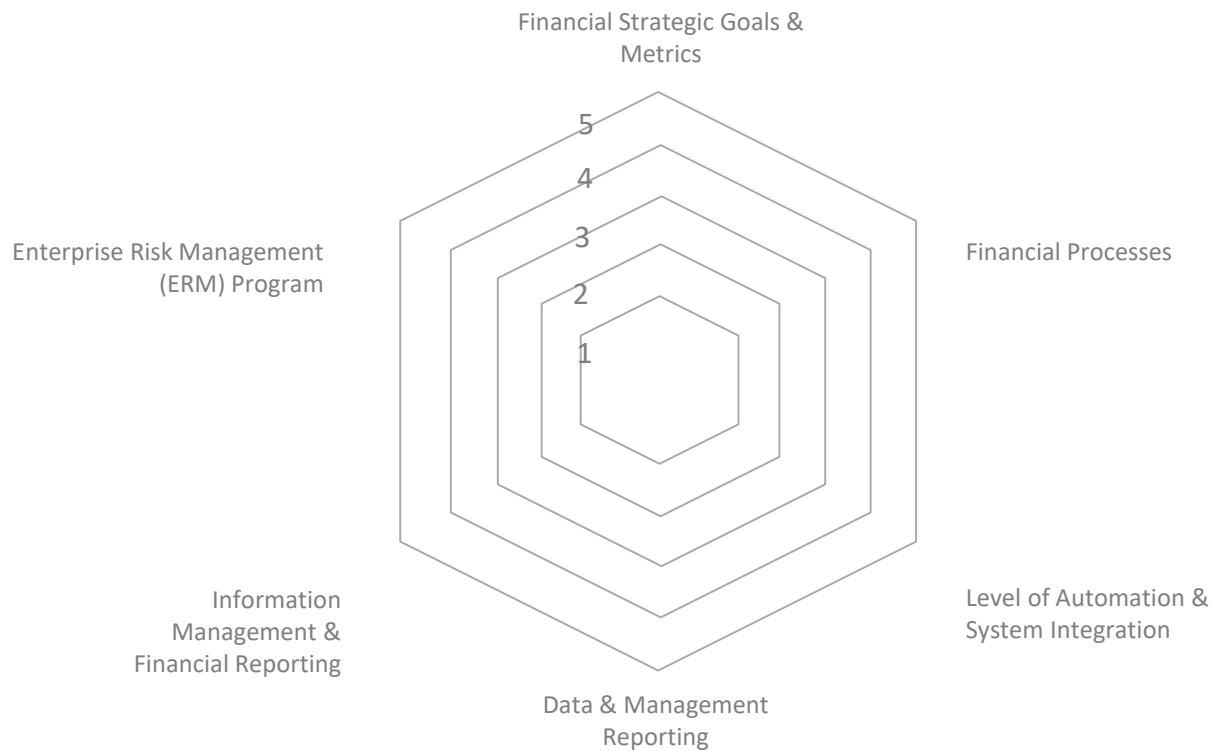 Financial Strategic Goals &
Metrics
5
4
3
2
1
Enterprise Risk Management
(ERM) Program
Financial Processes
Information
Management &
Financial Reporting
Level of Automation &
System Integration
Data & Management
Reporting